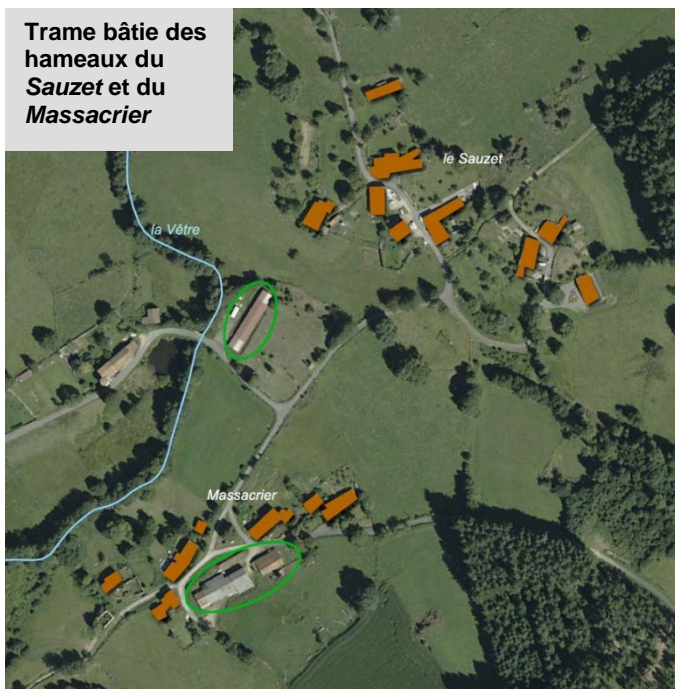 Trame bâtie des
hameaux du
Sauzet et du
Massacrier
le Sauzet
la Vêtre
Massacrier